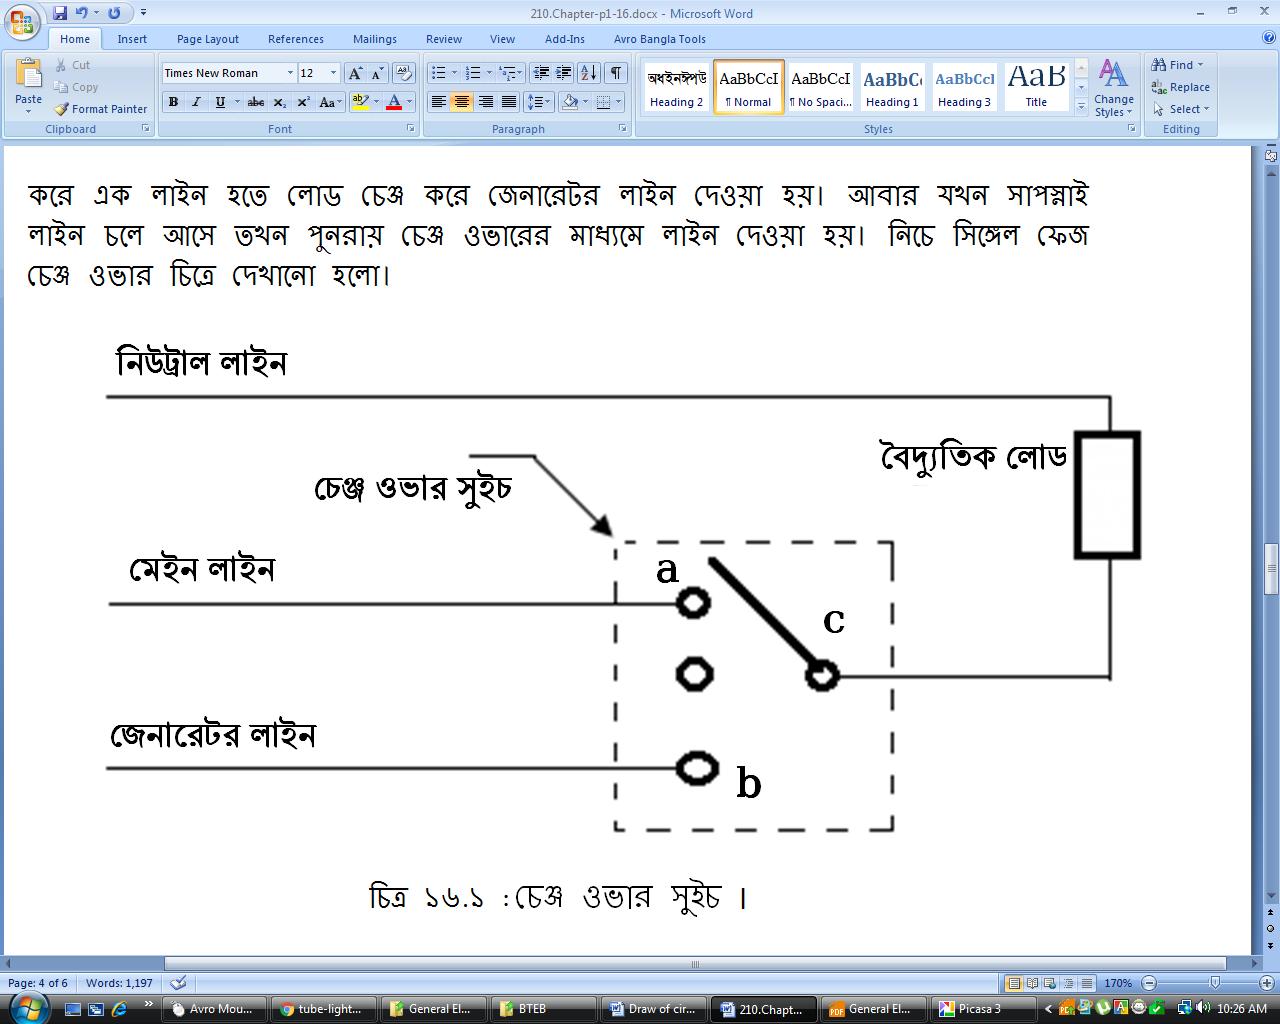 210.Chapter-p1-16.docx - Microsoft Word
Home Insert Page Layout References Mailings Review View Add-Ins Avro Bangla Tools
Paste
Cut
Copy
Format Painter
Clipboard
Times New Roman 12
B I U abc X₂ X² Aa
Font
Paragraph
অধইনঈপউ AaBbCcI AaBbCcI AaBbCc AaBbCcI AaB
Heading 2 ¶ Normal ¶ No Spaci... Heading 1 Heading 3 Title
Change Styles
Styles
Find
Replace
Select
Editing
করে এক লাইন হতে লোড চেঞ্জ করে জেনারেটর লাইন দেওয়া হয়। আবার যখন সাপস্নাই
লাইন চলে আসে তখন পুনরায় চেঞ্জ ওভারের মাধ্যমে লাইন দেওয়া হয়। নিচে সিঙ্গেল ফেজ
চেঞ্জ ওভার চিত্রে দেখানো হলো।
নিউট্রাল লাইন
বৈদ্যুতিক লোড
চেঞ্জ ওভার সুইচ
মেইন লাইন
a
c
জেনারেটর লাইন
b
চিত্র ১৬.১ :চেঞ্জ ওভার সুইচ ।
Page: 4 of 6 Words: 1,197 170%
Avro Mou... tube-light... General El... BTEB Draw of cir... 210.Chapt... General El... Picasa 3 10:26 AM